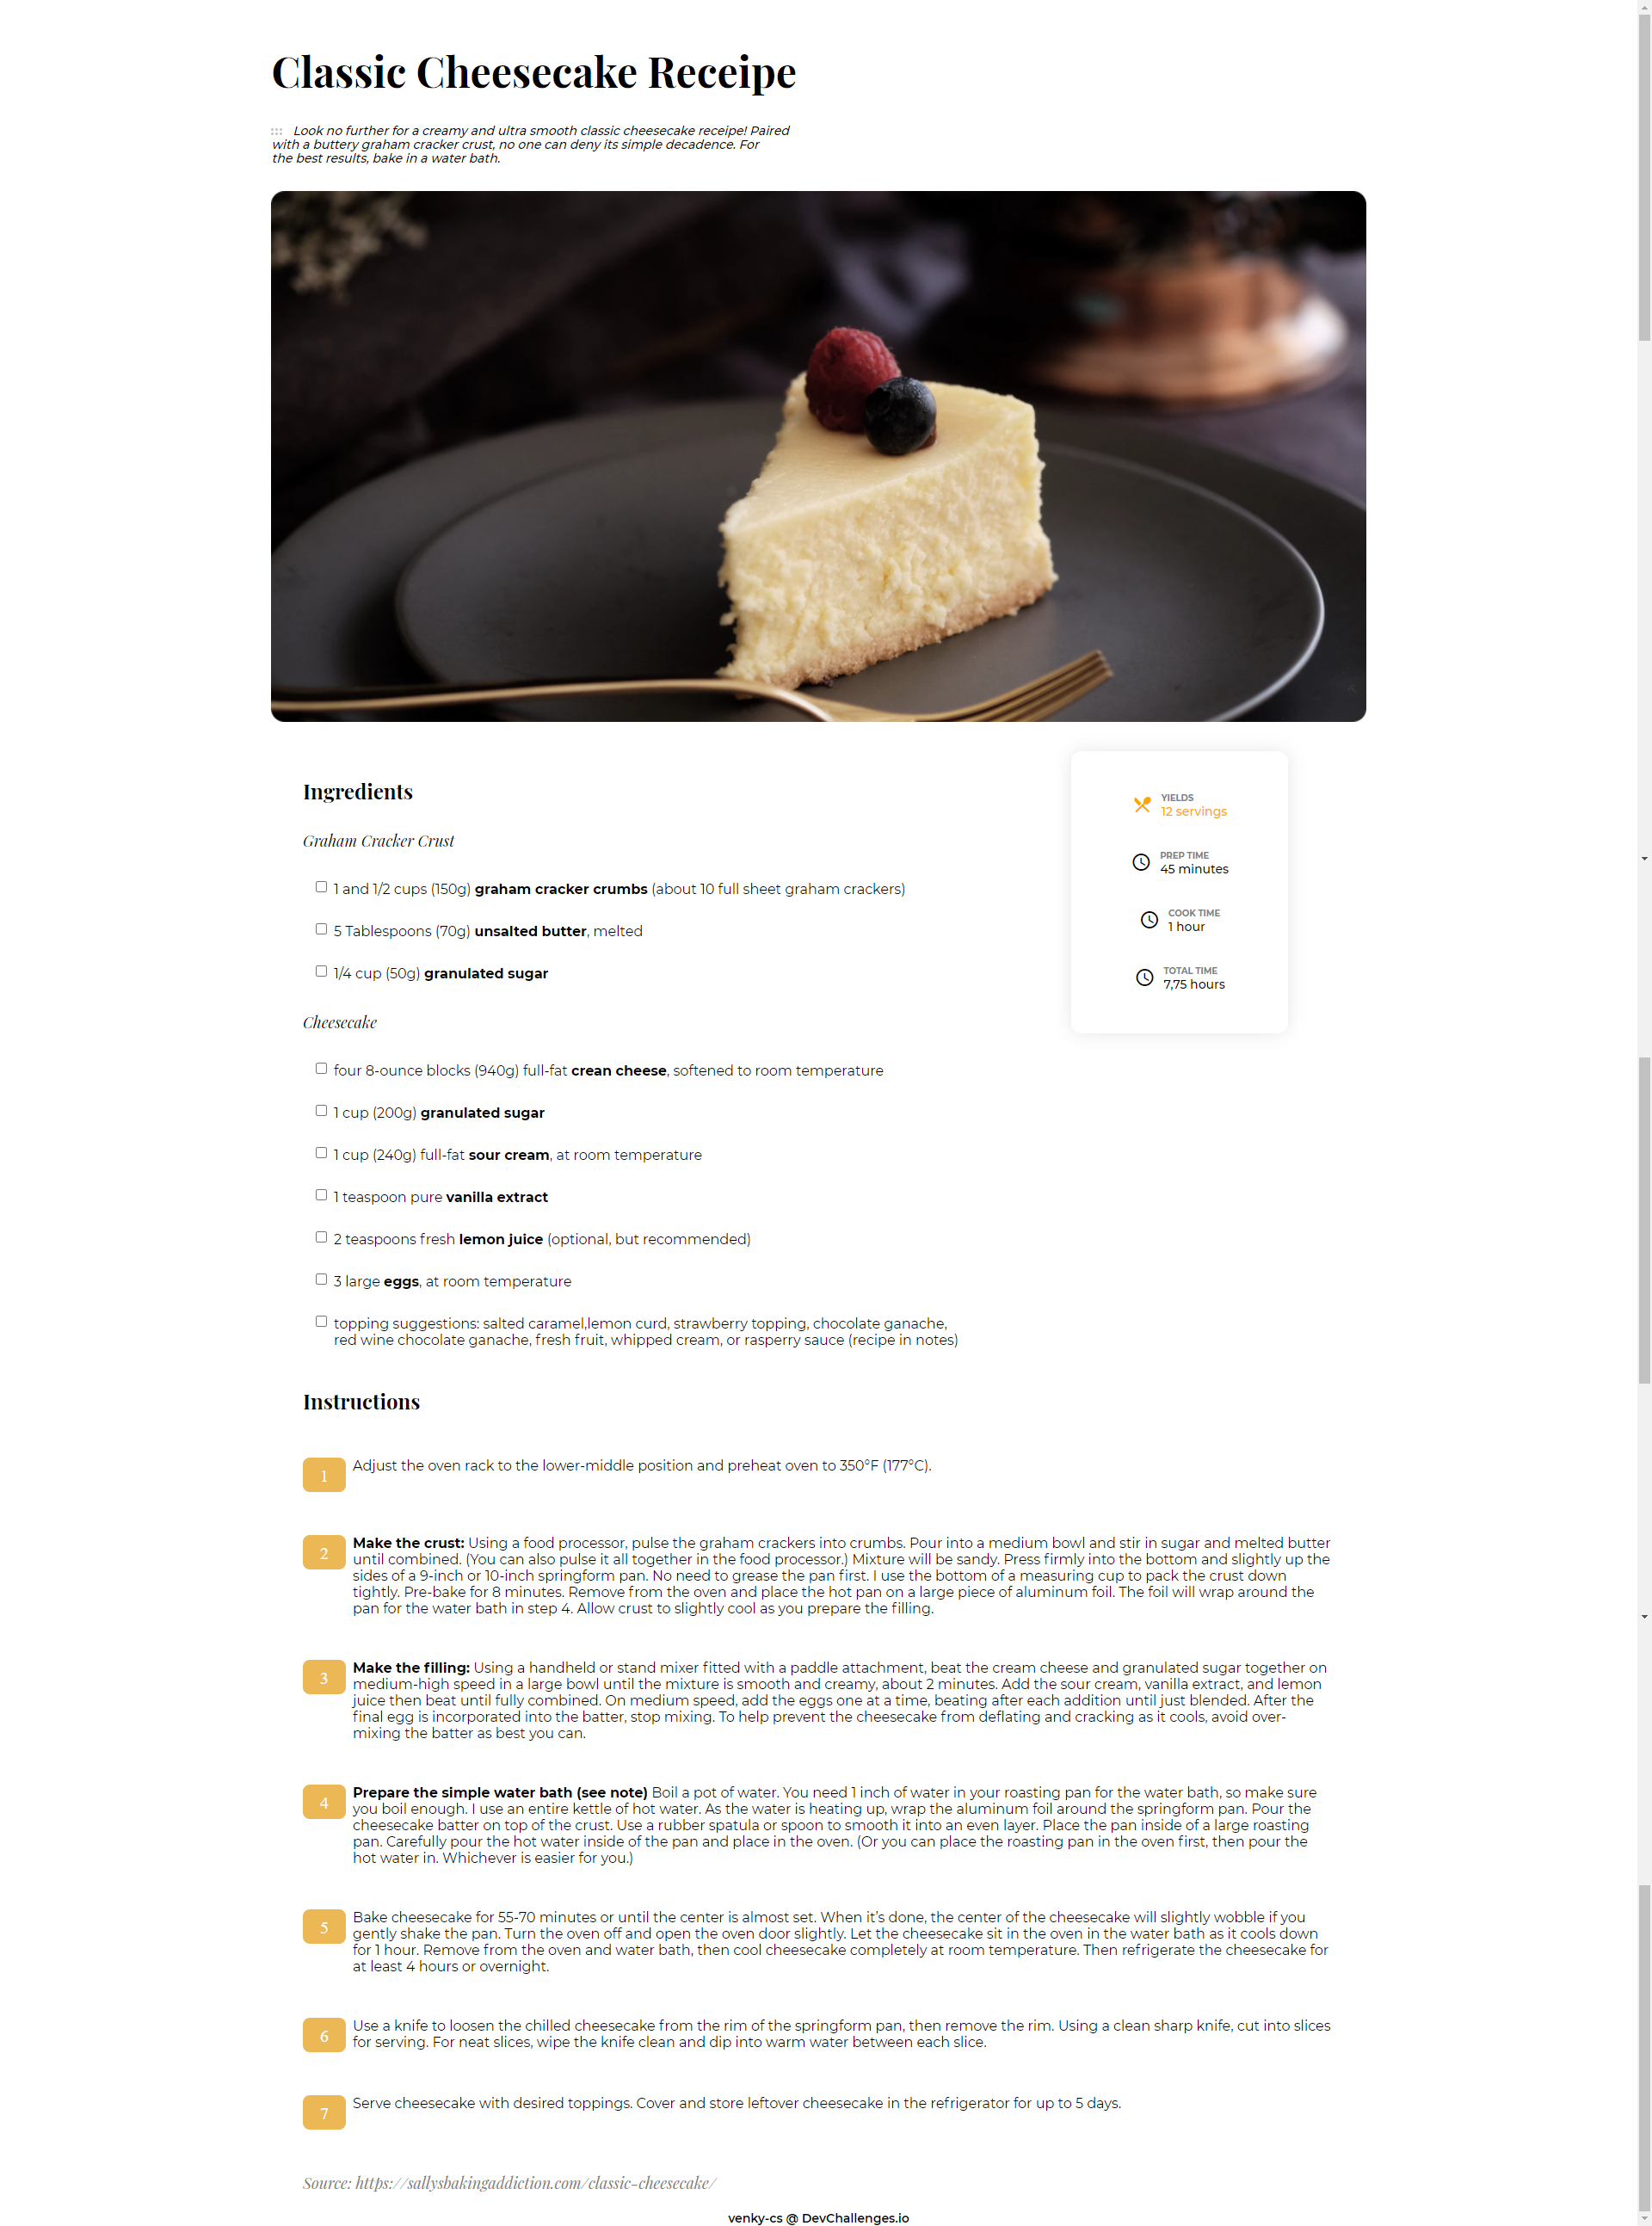 Classic Cheesecake Receipe
Look no further for a creamy and ultra smooth classic cheesecake receipe! Paired
with a buttery graham cracker crust, no one can deny its simple decadence. For
the best results, bake in a water bath.
Ingredients
Graham Cracker Crust
1 and 1/2 cups (150g) graham cracker crumbs (about 10 full sheet graham crackers)
5 Tablespoons (70g) unsalted butter, melted
1/4 cup (50g) granulated sugar
Cheesecake
four 8-ounce blocks (940g) full-fat crean cheese, softened to room temperature
1 cup (200g) granulated sugar
1 cup (240g) full-fat sour cream, at room temperature
1 teaspoon pure vanilla extract
2 teaspoons fresh lemon juice (optional, but recommended)
3 large eggs, at room temperature
topping suggestions: salted caramel,lemon curd, strawberry topping, chocolate ganache,
red wine chocolate ganache, fresh fruit, whipped cream, or rasperry sauce (recipe in notes)
YIELDS
12 servings
PREP TIME
45 minutes
COOK TIME
1 hour
TOTAL TIME
7,75 hours
Instructions
1 Adjust the oven rack to the lower-middle position and preheat oven to 350°F (177°C).
2 Make the crust: Using a food processor, pulse the graham crackers into crumbs. Pour into a medium bowl and stir in sugar and melted butter
until combined. (You can also pulse it all together in the food processor.) Mixture will be sandy. Press firmly into the bottom and slightly up the
sides of a 9-inch or 10-inch springform pan. No need to grease the pan first. I use the bottom of a measuring cup to pack the crust down
tightly. Pre-bake for 8 minutes. Remove from the oven and place the hot pan on a large piece of aluminum foil. The foil will wrap around the
pan for the water bath in step 4. Allow crust to slightly cool as you prepare the filling.
3 Make the filling: Using a handheld or stand mixer fitted with a paddle attachment, beat the cream cheese and granulated sugar together on
medium-high speed in a large bowl until the mixture is smooth and creamy, about 2 minutes. Add the sour cream, vanilla extract, and lemon
juice then beat until fully combined. On medium speed, add the eggs one at a time, beating after each addition until just blended. After the
final egg is incorporated into the batter, stop mixing. To help prevent the cheesecake from deflating and cracking as it cools, avoid over-
mixing the batter as best you can.
4 Prepare the simple water bath (see note) Boil a pot of water. You need 1 inch of water in your roasting pan for the water bath, so make sure
you boil enough. I use an entire kettle of hot water. As the water is heating up, wrap the aluminum foil around the springform pan. Pour the
cheesecake batter on top of the crust. Use a rubber spatula or spoon to smooth it into an even layer. Place the pan inside of a large roasting
pan. Carefully pour the hot water inside of the pan and place in the oven. (Or you can place the roasting pan in the oven first, then pour the
hot water in. Whichever is easier for you.)
5 Bake cheesecake for 55-70 minutes or until the center is almost set. When it’s done, the center of the cheesecake will slightly wobble if you
gently shake the pan. Turn the oven off and open the oven door slightly. Let the cheesecake sit in the oven in the water bath as it cools down
for 1 hour. Remove from the oven and water bath, then cool cheesecake completely at room temperature. Then refrigerate the cheesecake for
at least 4 hours or overnight.
6 Use a knife to loosen the chilled cheesecake from the rim of the springform pan, then remove the rim. Using a clean sharp knife, cut into slices
for serving. For neat slices, wipe the knife clean and dip into warm water between each slice.
7 Serve cheesecake with desired toppings. Cover and store leftover cheesecake in the refrigerator for up to 5 days.
Source: https://sallysbakingaddiction.com/classic-cheesecake/
venky-cs @ DevChallenges.io